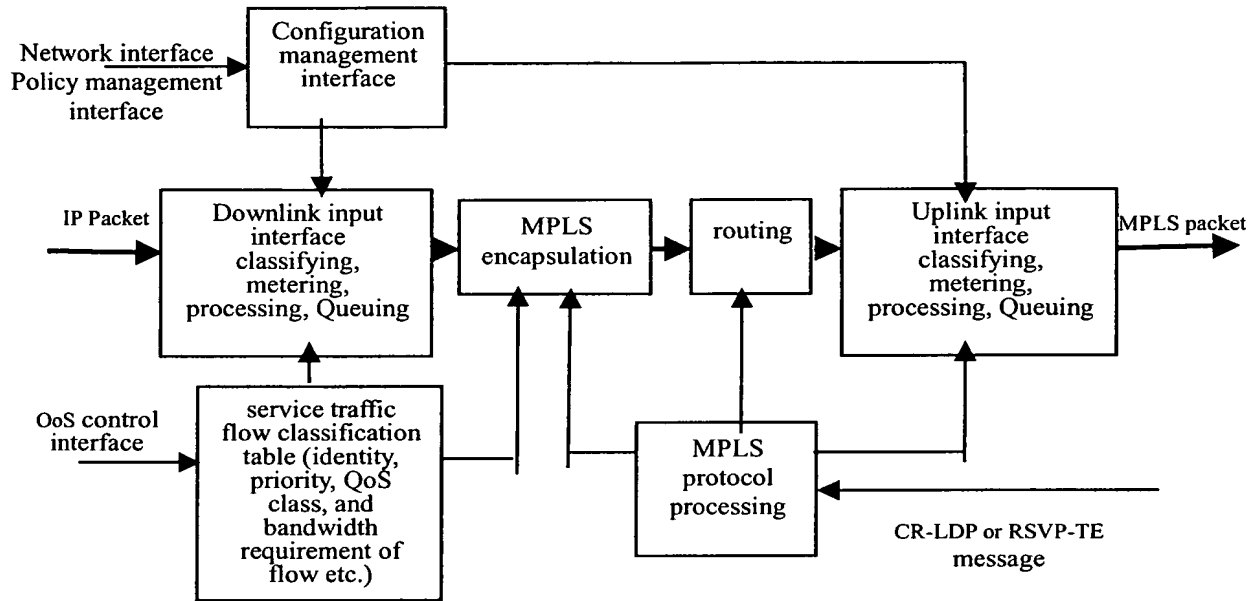 Configuration
management
interface
Network interface
Policy management
interface
IP Packet
Downlink input
interface
classifying,
metering,
processing, Queuing
MPLS
encapsulation
routing
Uplink input
interface
classifying,
metering,
processing, Queuing
MPLS packet
OoS control
interface
service traffic
flow classification
table (identity,
priority, QoS
class, and
bandwidth
requirement of
flow etc.)
MPLS
protocol
processing
CR-LDP or RSVP-TE
message